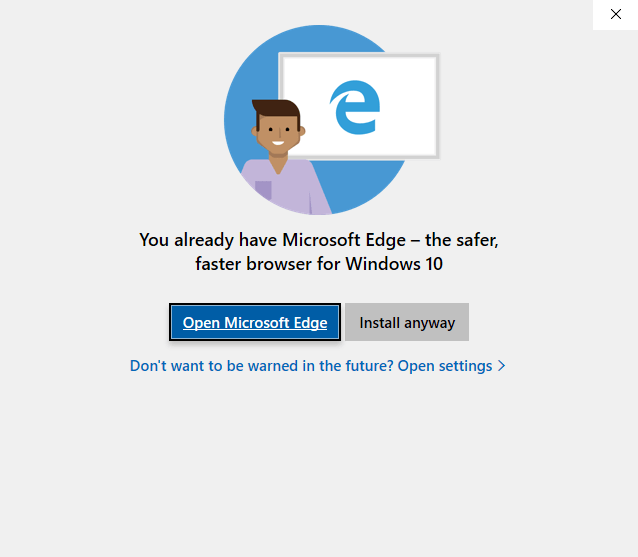 You already have Microsoft Edge – the safer,
faster browser for Windows 10
Open Microsoft Edge
Install anyway
Don't want to be warned in the future? Open settings